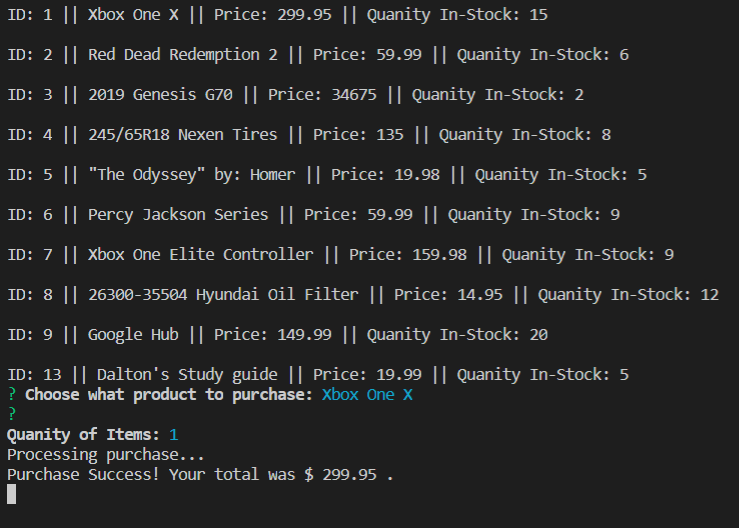 ID: 1 || Xbox One X || Price: 299.95 || Quanity In-Stock: 15
ID: 2 || Red Dead Redemption 2 || Price: 59.99 || Quanity In-Stock: 6
ID: 3 || 2019 Genesis G70 || Price: 34675 || Quanity In-Stock: 2
ID: 4 || 245/65R18 Nexen Tires || Price: 135 || Quanity In-Stock: 8
ID: 5 || "The Odyssey" by: Homer || Price: 19.98 || Quanity In-Stock: 5
ID: 6 || Percy Jackson Series || Price: 59.99 || Quanity In-Stock: 9
ID: 7 || Xbox One Elite Controller || Price: 159.98 || Quanity In-Stock: 9
ID: 8 || 26300-35504 Hyundai Oil Filter || Price: 14.95 || Quanity In-Stock: 12
ID: 9 || Google Hub || Price: 149.99 || Quanity In-Stock: 20
ID: 13 || Dalton's Study guide || Price: 19.99 || Quanity In-Stock: 5
? Choose what product to purchase: Xbox One X
?
Quanity of Items: 1
Processing purchase...
Purchase Success! Your total was $ 299.95 .